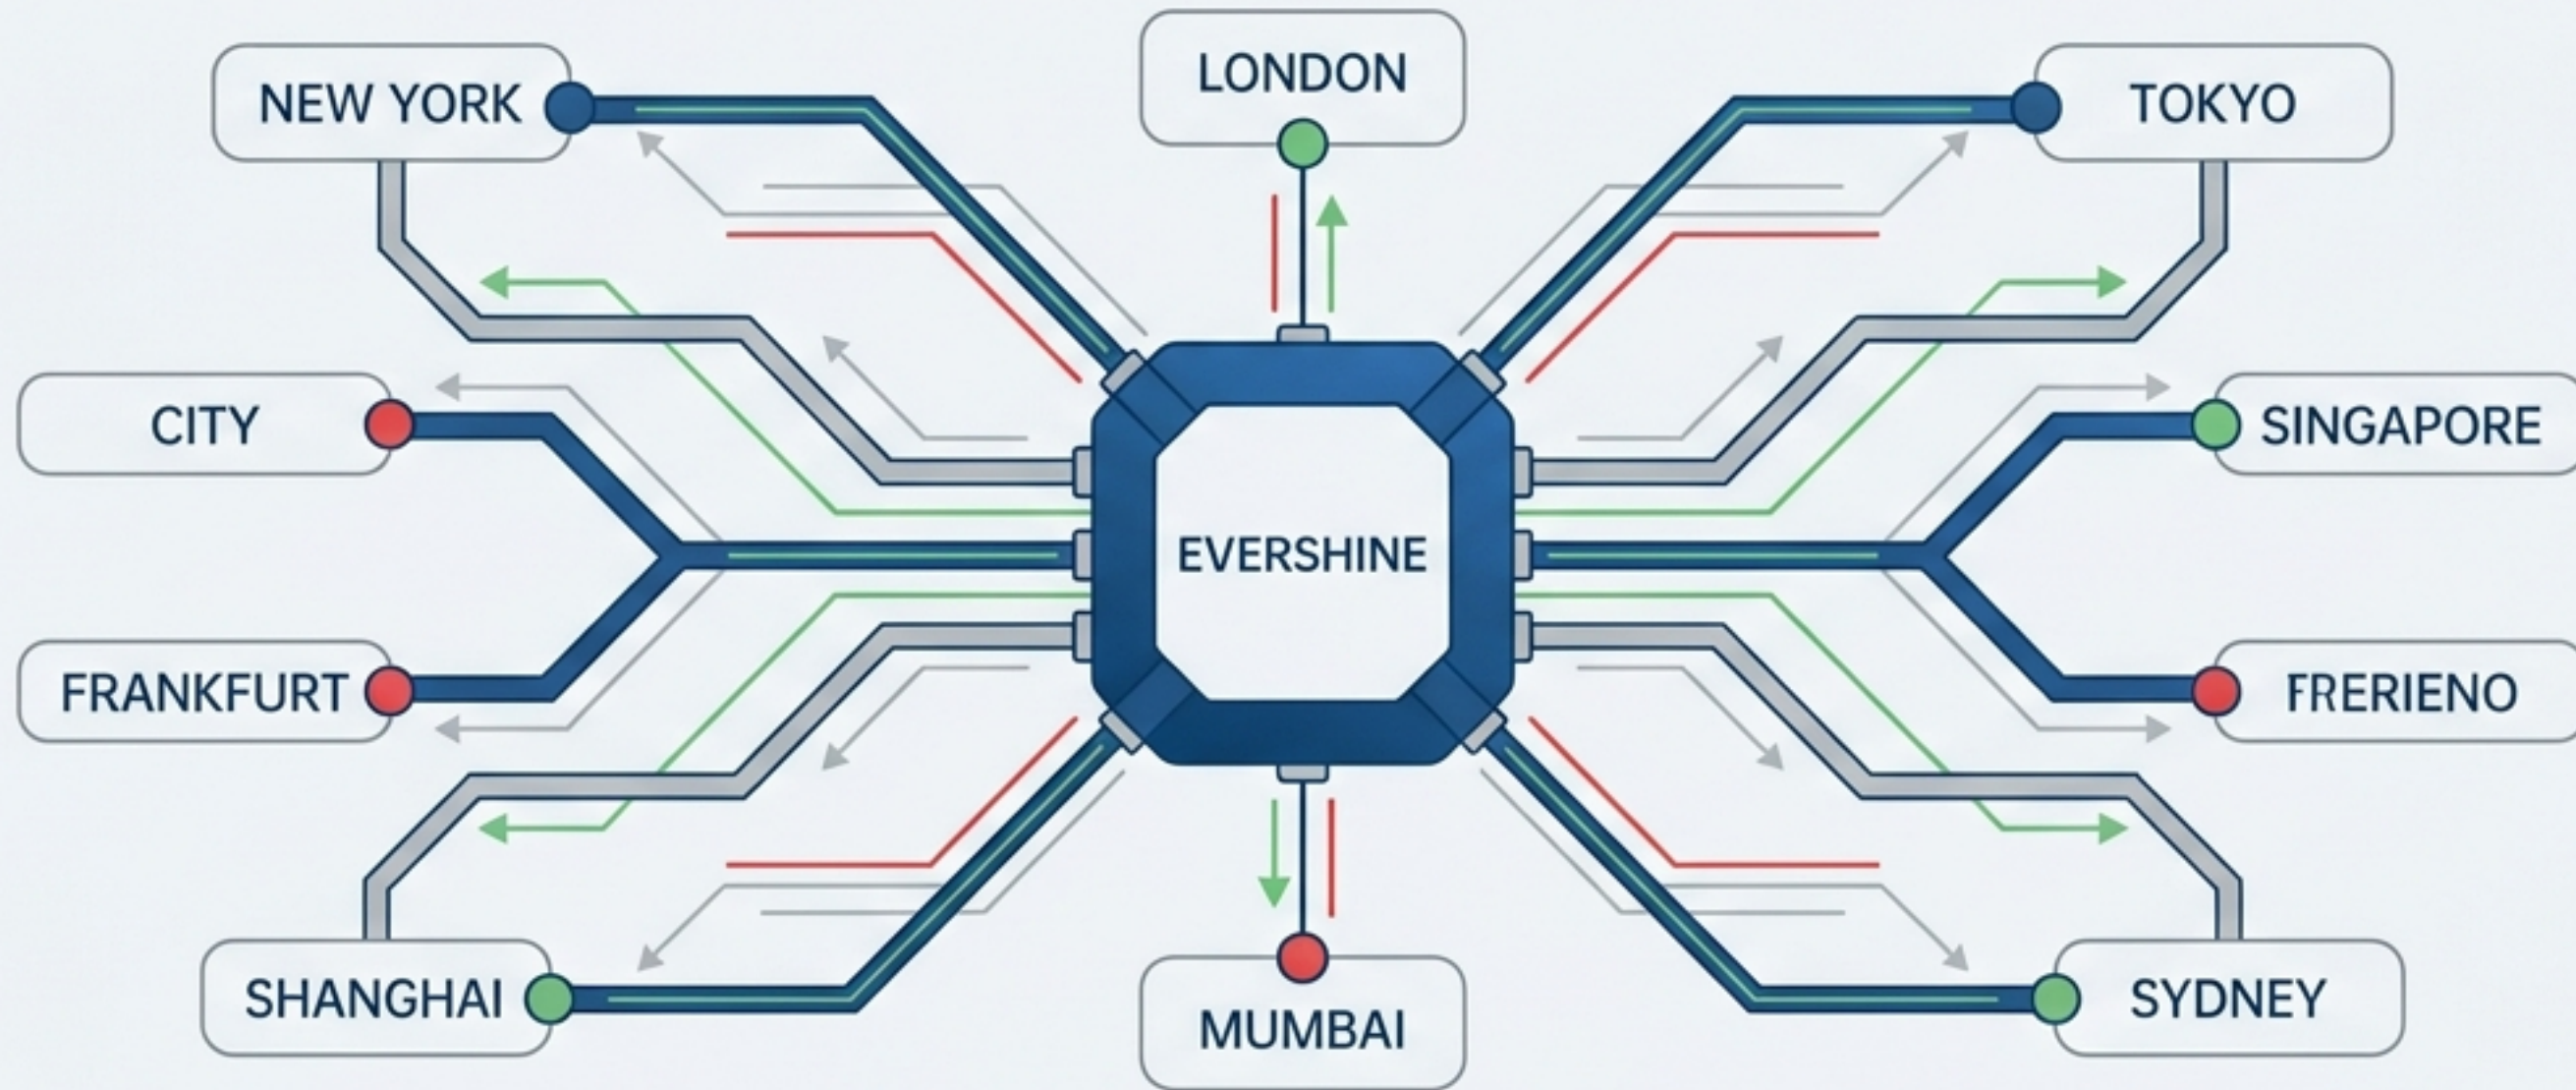 LONDON
NEW YORK
TOKYO
CITY
SINGAPORE
EVERSHINE
FRANKFURT
FRERIENO
SHANGHAI
SYDNEY
MUMBAI